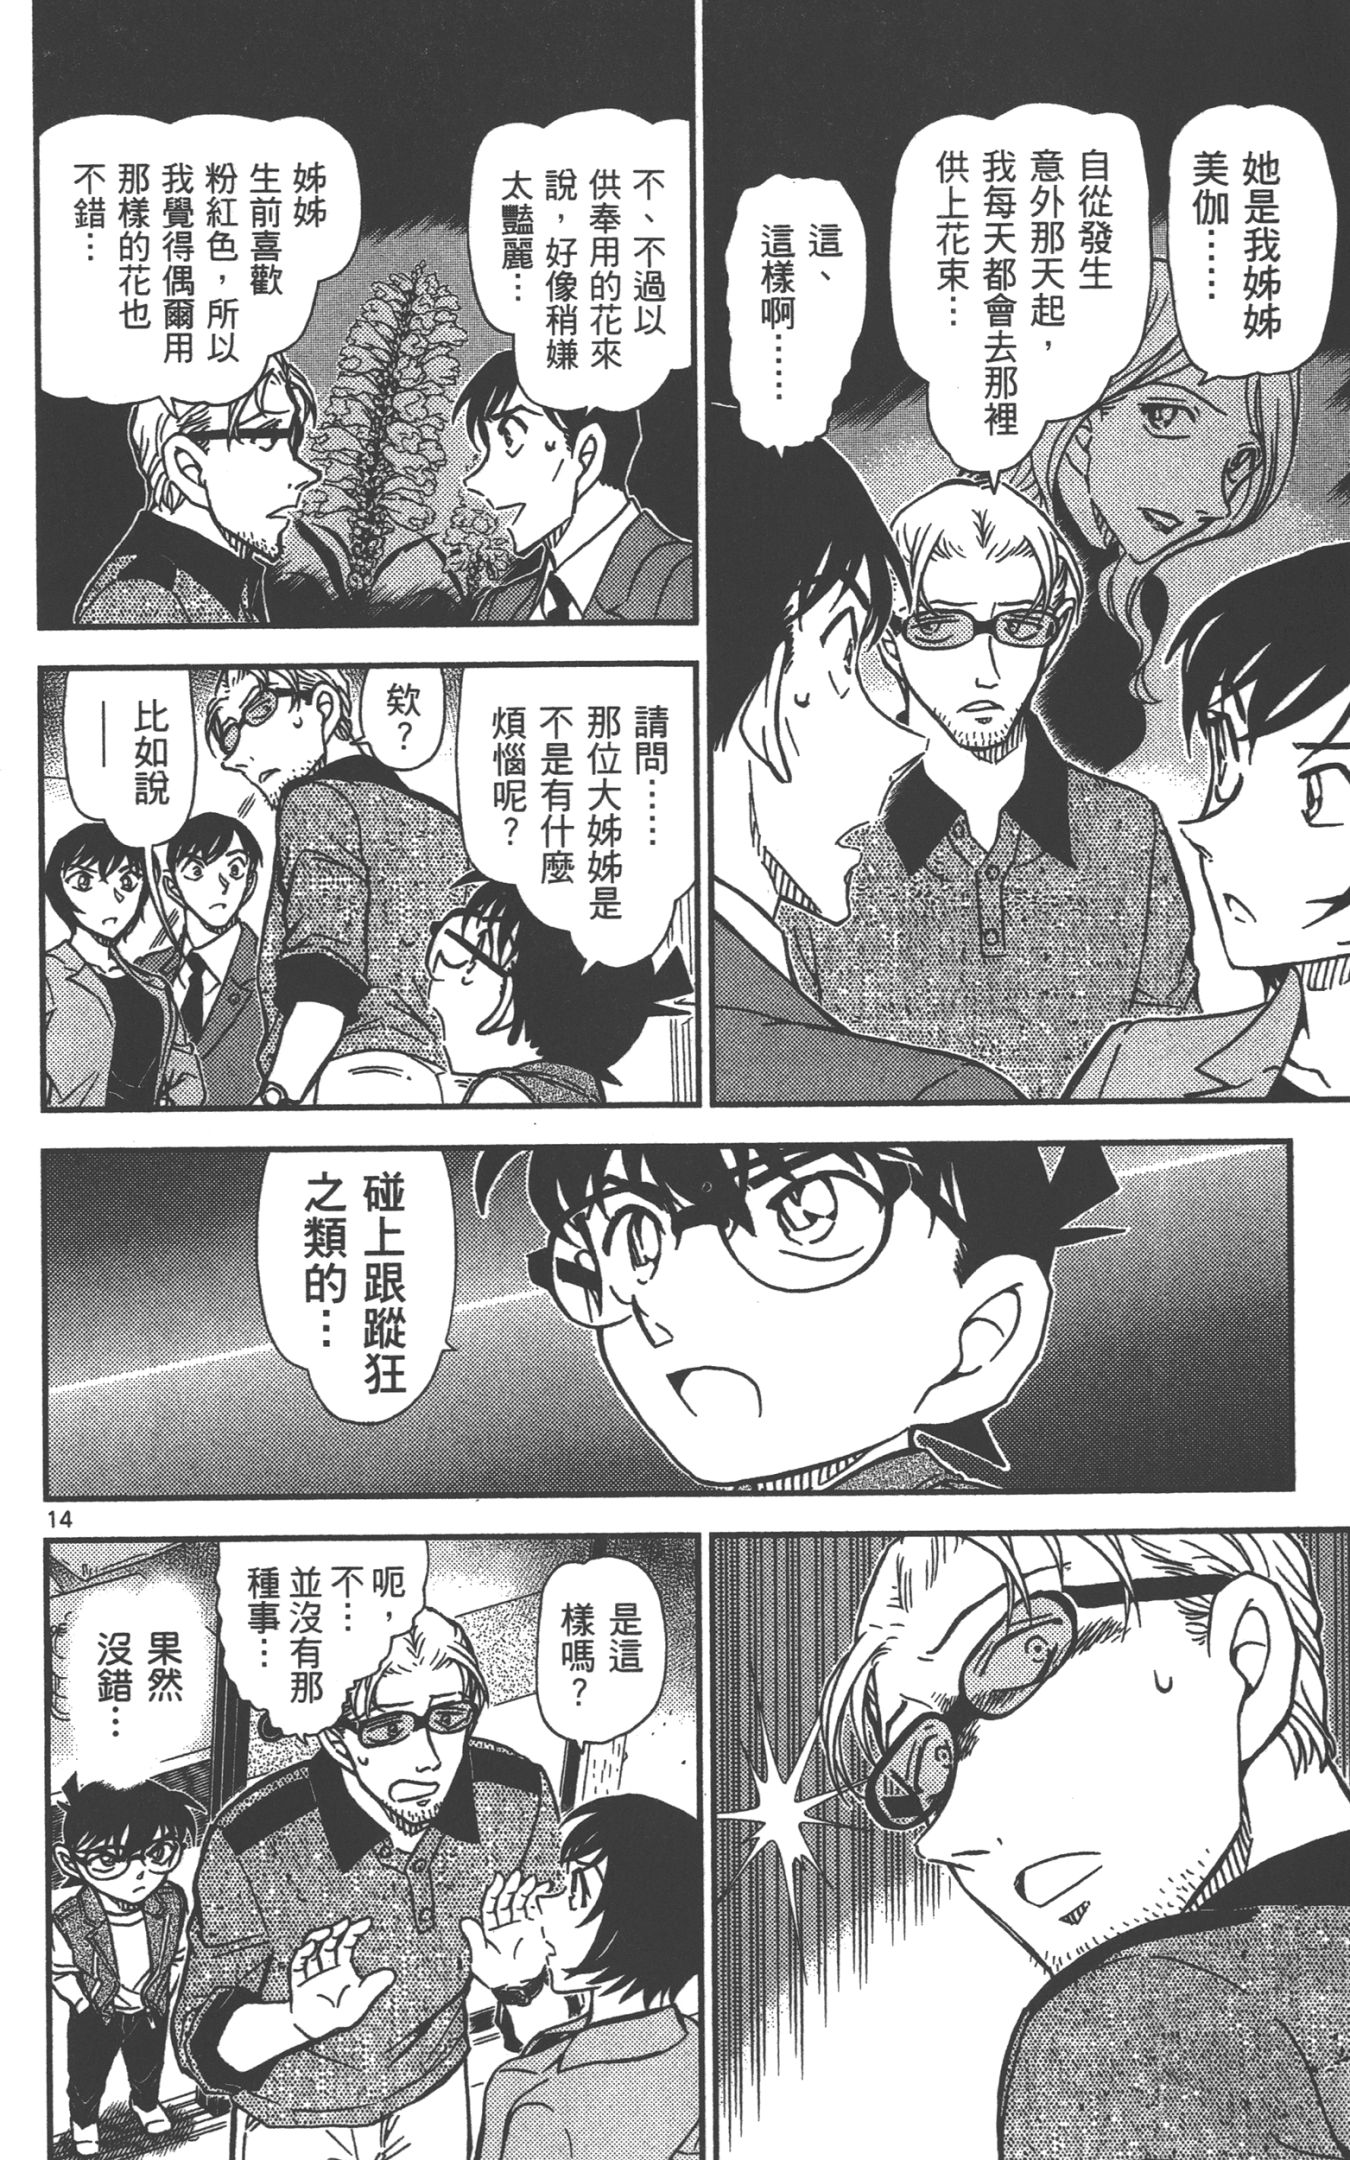 她是我姊姊
美伽……
自從發生
意外那天起，
我每天都會去那裡
供上花束…
這、
這樣啊……
不、不過以
供奉用的花來
說，好像稍嫌
太豔麗…
姊姊
生前喜歡
粉紅色，所以
我覺得偶爾用
那樣的花也
不錯…
請問……
那位大姊姊是
不是有什麼
煩惱呢？
欸？
比如說
——
碰上跟蹤狂
之類的…
14
是這
樣嗎？
呃，
不…
並沒有那
種事…
果然
沒錯…